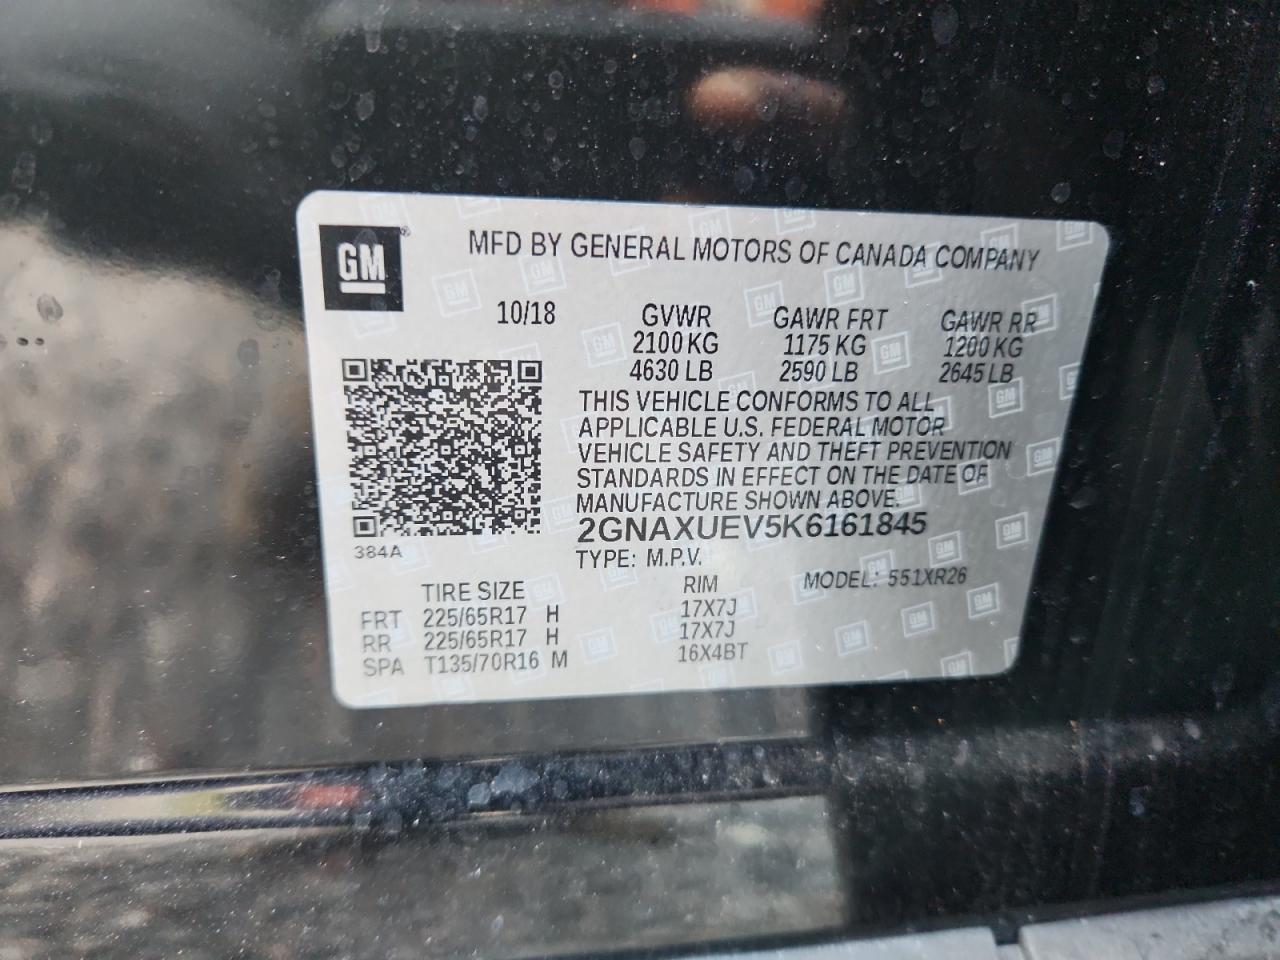 GM
MFD BY GENERAL MOTORS OF CANADA COMPANY
10/18 GVWR GAWR FRT GAWR RR
2100 KG 1175 KG 1200 KG
4630 LB 2590 LB 2645 LB
THIS VEHICLE CONFORMS TO ALL
APPLICABLE U.S. FEDERAL MOTOR
VEHICLE SAFETY AND THEFT PREVENTION
STANDARDS IN EFFECT ON THE DATE OF
MANUFACTURE SHOWN ABOVE.
2GNAXUEV5K6161845
384A TYPE: M.P.V.
TIRE SIZE RIM MODEL: 551XR26
FRT 225/65R17 H 17X7J
RR 225/65R17 H 17X7J
SPA T135/70R16 M 16X4BT